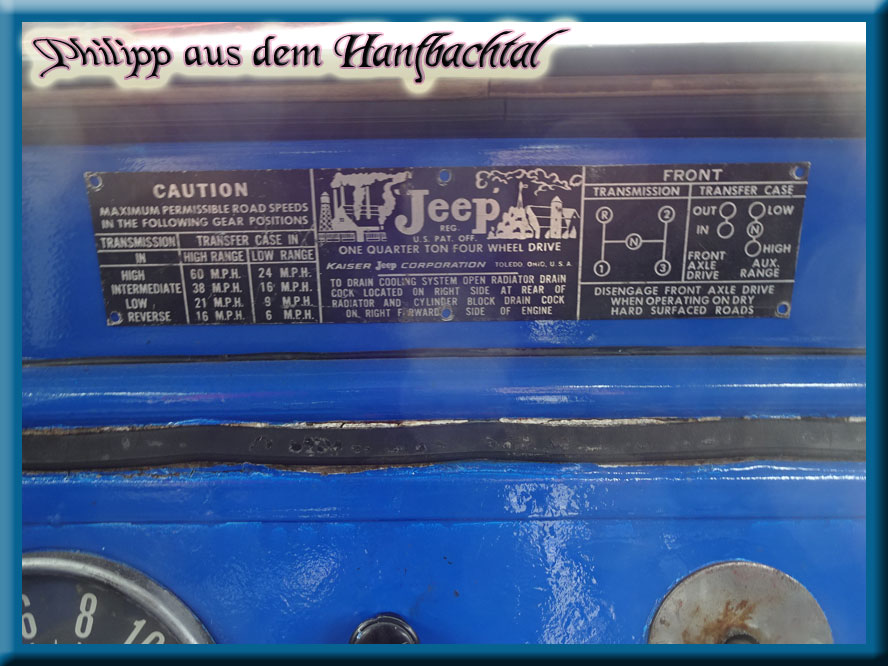 Philipp aus dem Hanfbachtal
CAUTION
MAXIMUM PERMISSIBLE ROAD SPEEDS
IN THE FOLLOWING GEAR POSITIONS
TRANSMISSION TRANSFER CASE IN
IN HIGH RANGE LOW RANGE
HIGH 60 M.P.H. 24 M.P.H.
INTERMEDIATE 38 M.P.H. 16 M.P.H.
LOW 21 M.P.H. 9 M.P.H.
REVERSE 16 M.P.H. 6 M.P.H.
Jeep
REG.
U.S. PAT. OFF.
ONE QUARTER TON FOUR WHEEL DRIVE
KAISER Jeep CORPORATION TOLEDO OHIO, U.S.A.
TO DRAIN COOLING SYSTEM OPEN RADIATOR DRAIN
COCK LOCATED ON RIGHT SIDE AT REAR OF
RADIATOR AND CYLINDER BLOCK DRAIN COCK
ON RIGHT FORWARD SIDE OF ENGINE
FRONT
TRANSMISSION TRANSFER CASE
R 2 OUT LOW
N IN N
HIGH
1 3 FRONT AUX.
AXLE RANGE
DRIVE
DISENGAGE FRONT AXLE DRIVE
WHEN OPERATING ON DRY
HARD SURFACED ROADS
6 8 10